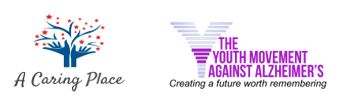 A Caring Place
THE
YOUTH MOVEMENT
AGAINST ALZHEIMER'S
Creating a future worth remembering